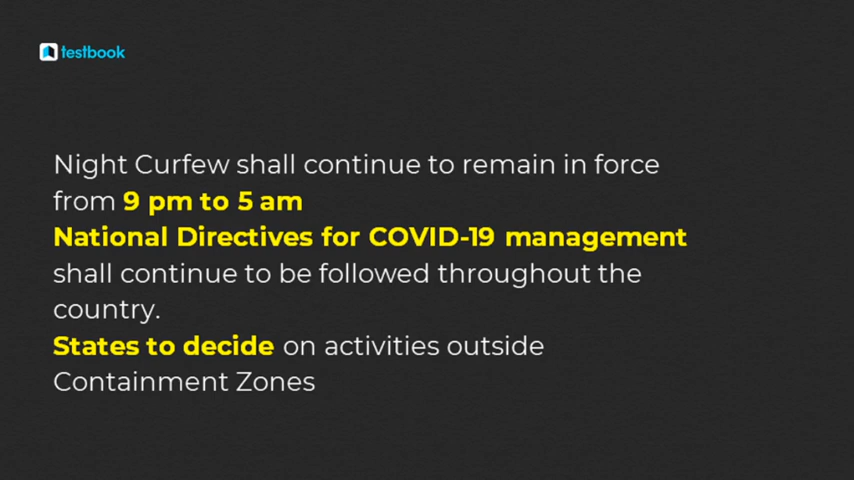 testbook
Night Curfew shall continue to remain in force
from 9 pm to 5 am
National Directives for COVID-19 management
shall continue to be followed throughout the
country.
States to decide on activities outside
Containment Zones